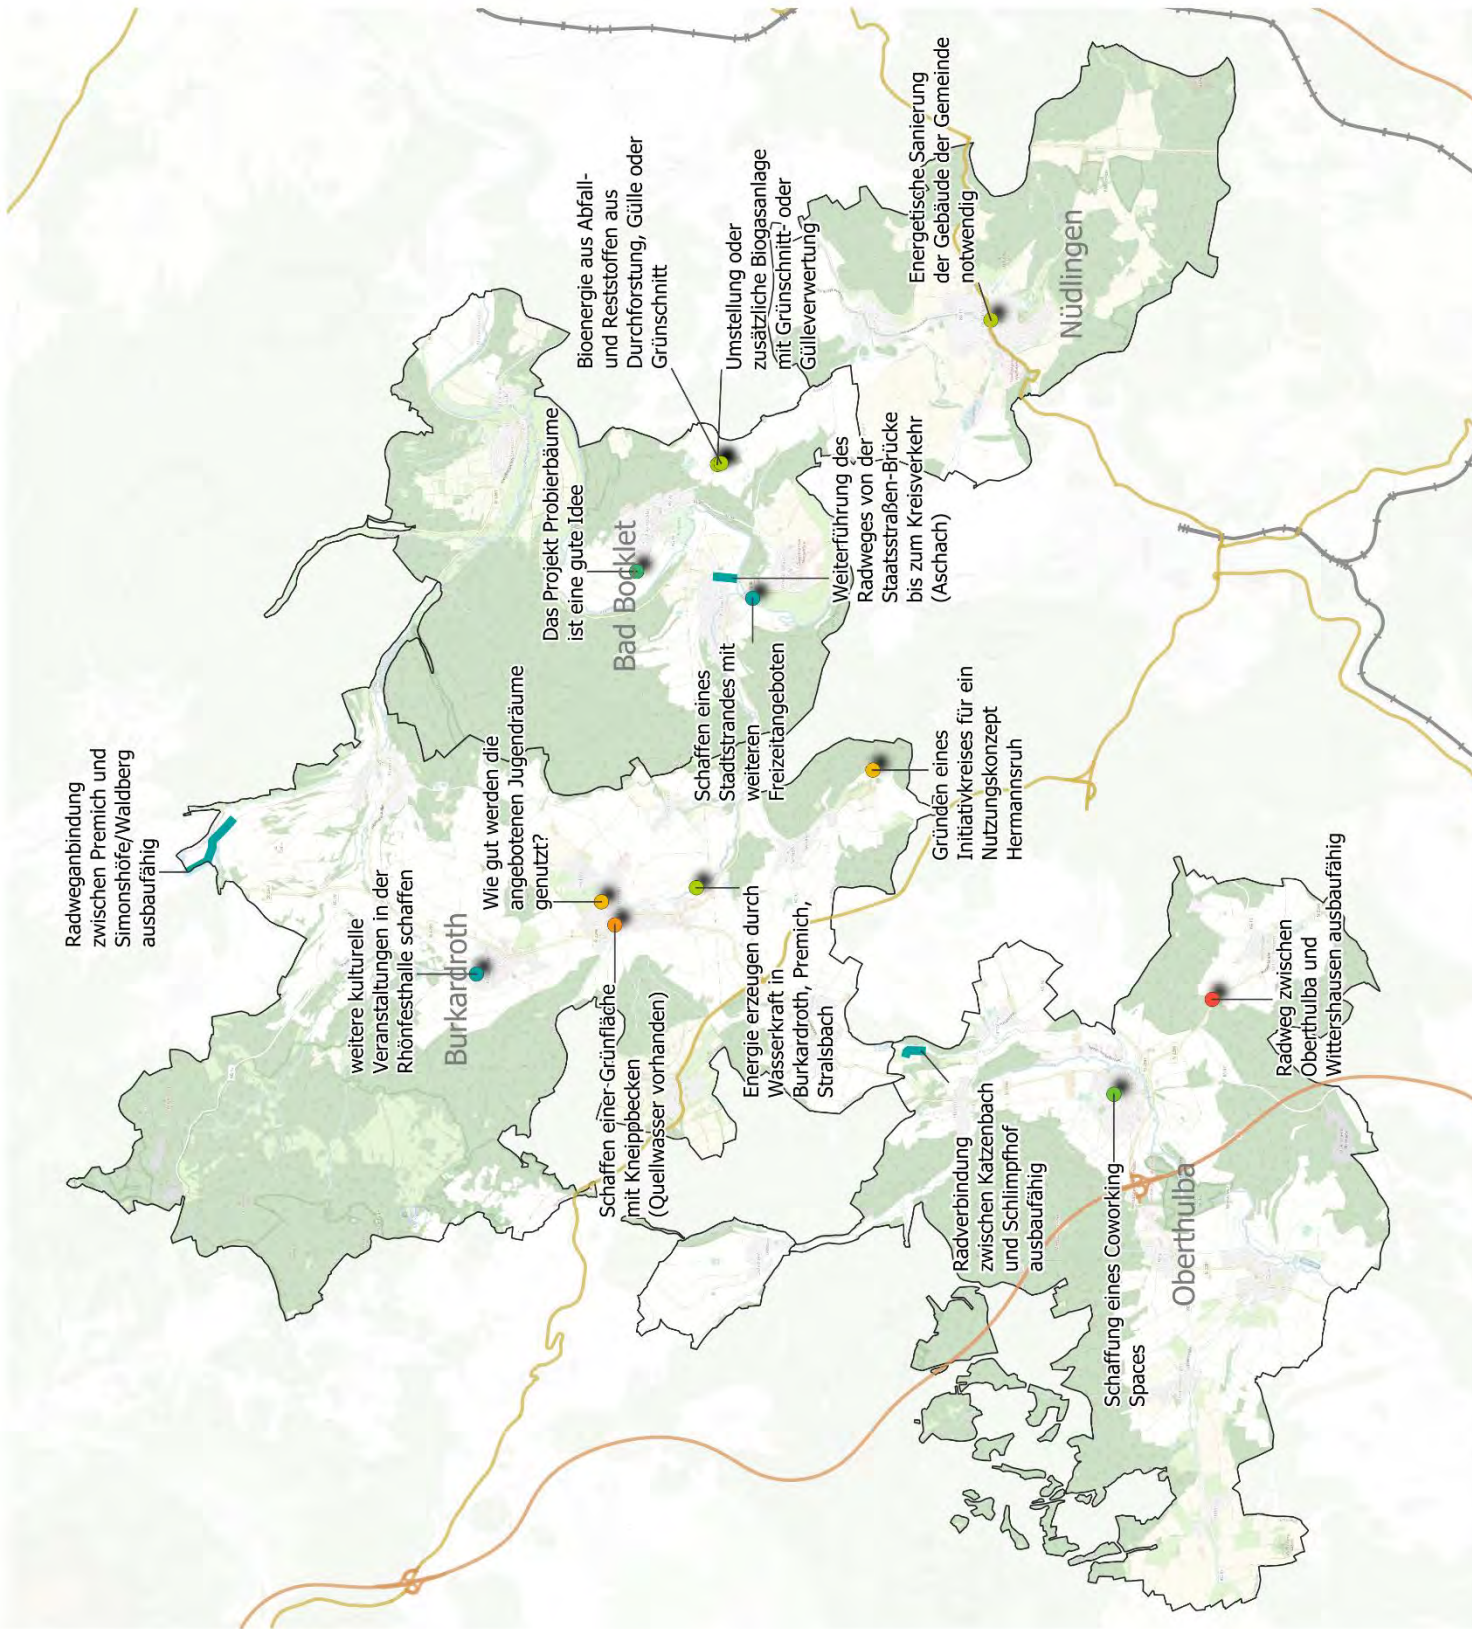 Radweganbindung
zwischen Premich und
Simonshöfe/Waldberg
ausbaufähig
weitere kulturelle
Veranstaltungen in der
Rhönfesthalle schaffen
Burkardroth
Wie gut werden die
angebotenen Jugendräume
genutzt?
Schaffen einer Grünfläche
mit Kneippbecken
(Quellwasser vorhanden)
Energie erzeugen durch
Wasserkraft in
Burkardroth, Premich,
Stralsbach
Das Projekt Probierbäume
ist eine gute Idee
Bad Bocklet
Bioenergie aus Abfall-
und Reststoffen aus
Durchforstung, Gülle oder
Grünschnitt
Umstellung oder
zusätzliche Biogasanlage
mit Grünschnitt- oder
Gülleverwertung
Schaffen eines
Stadtstrandes mit
weiteren
Freizeitangeboten
Weiterführung des
Radweges von der
Staatsstraßen-Brücke
bis zum Kreisverkehr
(Aschach)
Energetische Sanierung
der Gebäude der Gemeinde
notwendig
Nüdlingen
Gründen eines
Initiativkreises für ein
Nutzungskonzept
Hermannsruh
Radverbindung
zwischen Katzenbach
und Schlimpfhof
ausbaufähig
Schaffung eines Coworking
Spaces
Oberthulba
Radweg zwischen
Oberthulba und
Wittershausen ausbaufähig